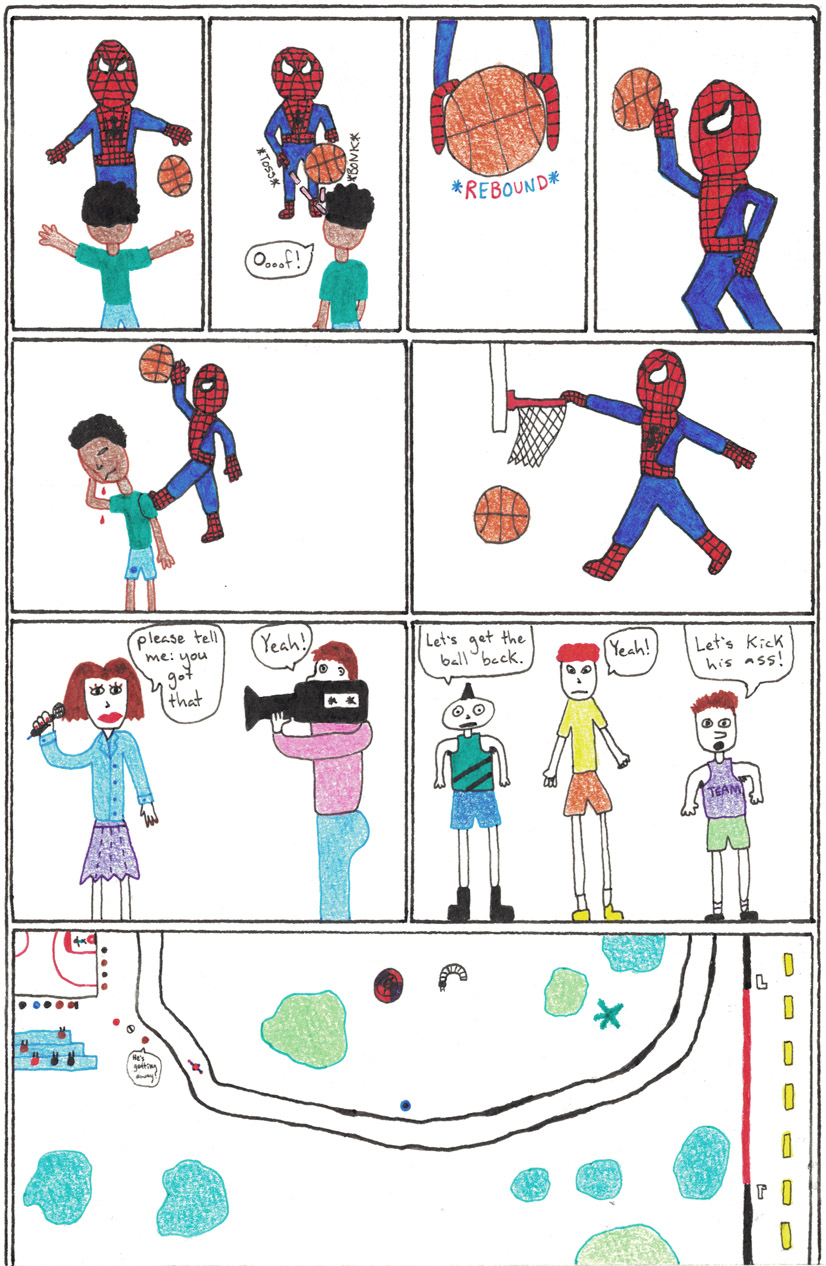 *TOSS*
*BONK*
Oooof!
*REBOUND*
please tell
me: you
got
that
Yeah!
Let's get the
ball back.
Yeah!
Let's Kick
his ass!
TEAM
He's
getting
away!